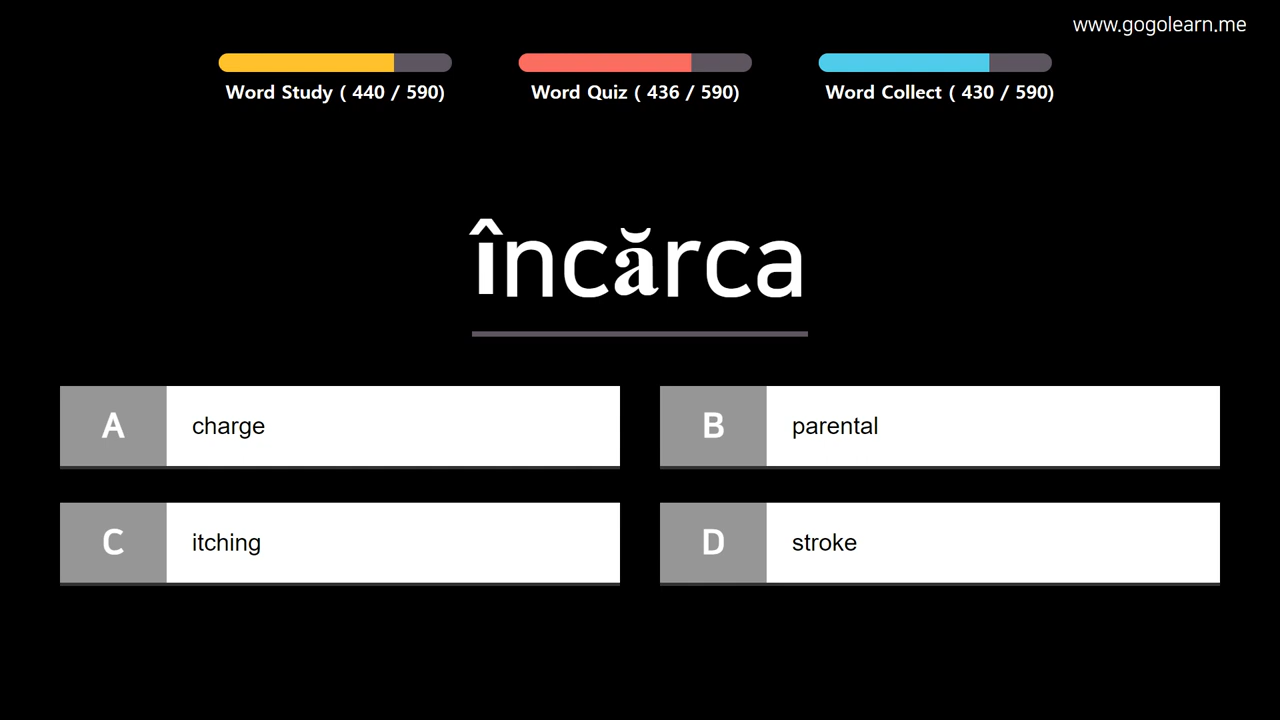 www.gogolearn.me
Word Study ( 440 / 590)
Word Quiz ( 436 / 590)
Word Collect ( 430 / 590)
încărca
A charge
B parental
C itching
D stroke